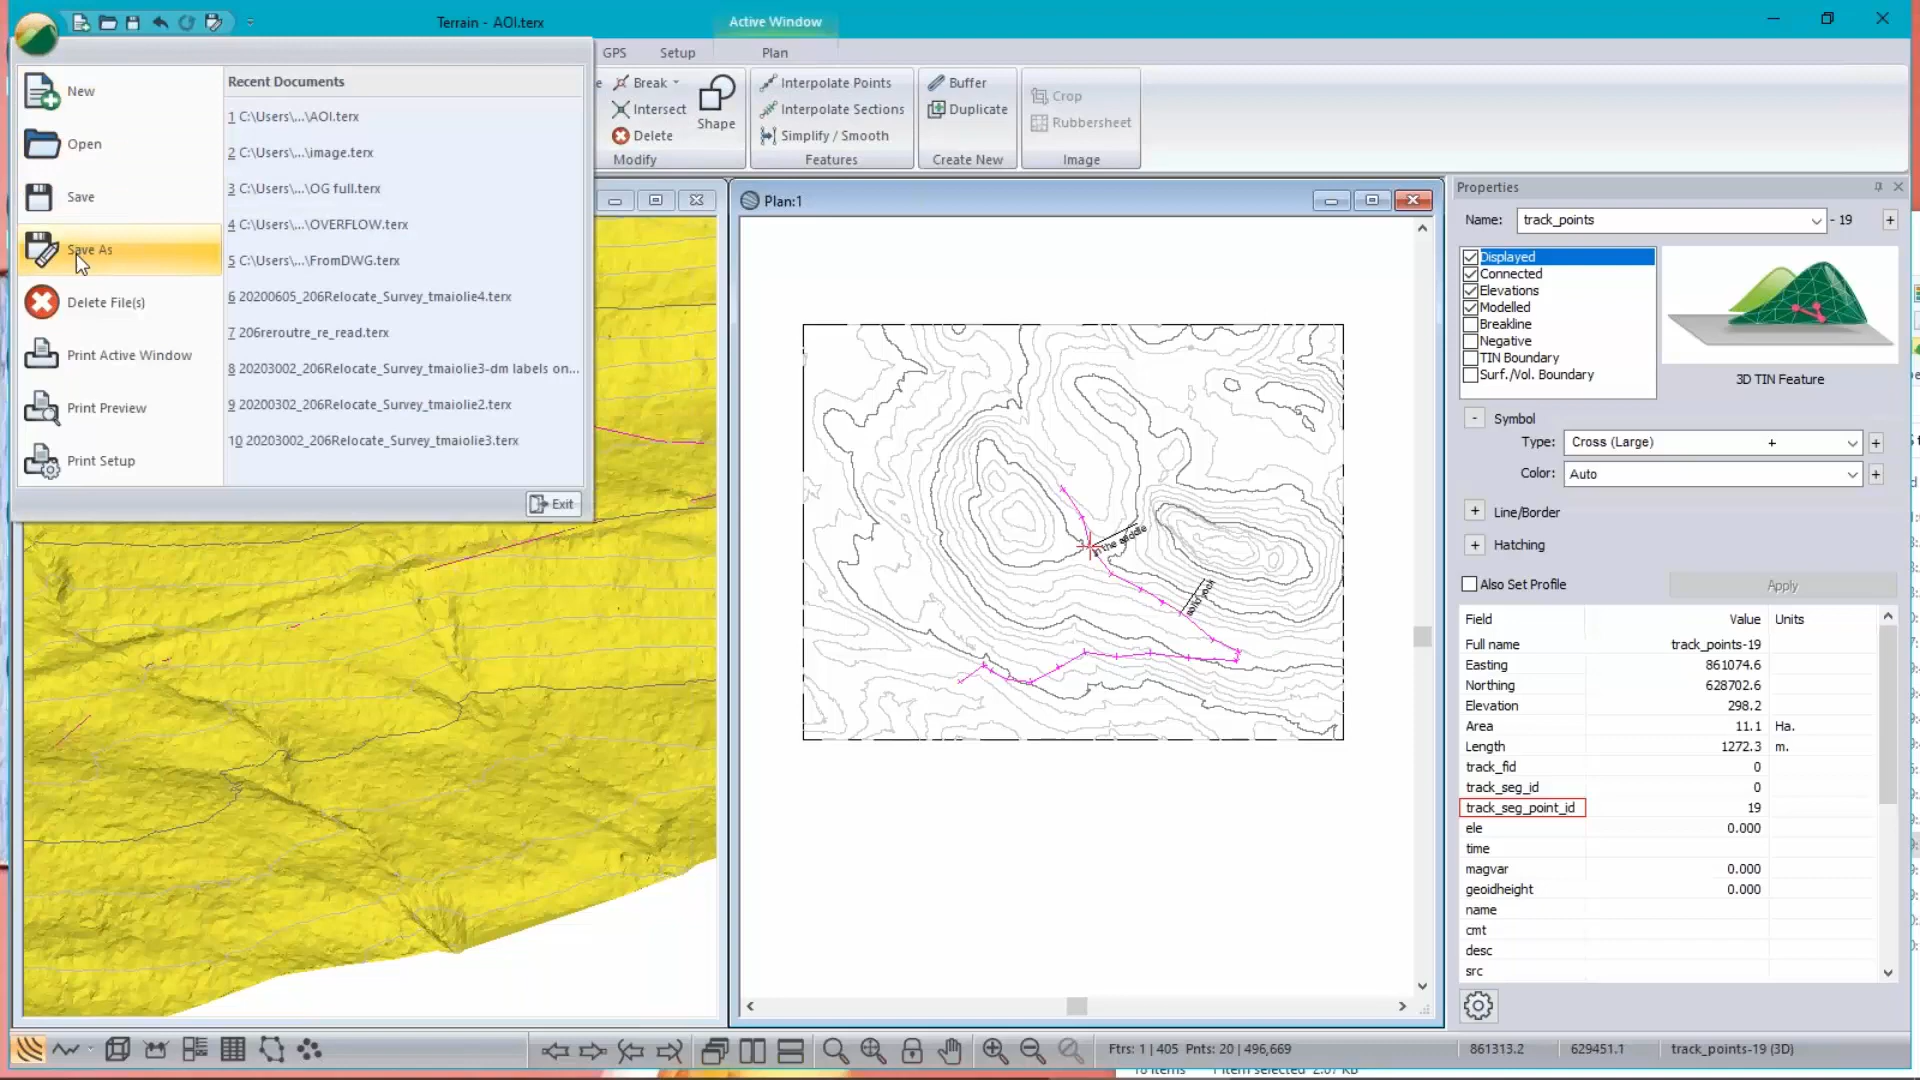 Terrain - AOI.terx
Active Window
GPS
Setup
Plan
New
Open
Save
Save As
Delete File(s)
Print Active Window
Print Preview
Print Setup
Recent Documents
1 C:\Users\...\AOI.terx
2 C:\Users\...\image.terx
3 C:\Users\...\OG full.terx
4 C:\Users\...\OVERFLOW.terx
5 C:\Users\...\FromDWG.terx
6 20200605_206Relocate_Survey_tmaiolie4.terx
7 206reroutre_re_read.terx
8 20203002_206Relocate_Survey_tmaiolie3-dm labels on...
9 20200302_206Relocate_Survey_tmaiolie2.terx
10 20203002_206Relocate_Survey_tmaiolie3.terx
Exit
Break
Intersect
Delete
Shape
Modify
Interpolate Points
Interpolate Sections
Simplify / Smooth
Features
Buffer
Duplicate
Create New
Crop
Rubbersheet
Image
Plan:1
in the saddle
solid rock
Properties
Name: track_points - 19
Displayed
Connected
Elevations
Modelled
Breakline
Negative
TIN Boundary
Surf./Vol. Boundary
3D TIN Feature
Symbol
Type: Cross (Large) +
Color: Auto
Line/Border
Hatching
Also Set Profile
Apply
Field Value Units
Full name track_points-19
Easting 861074.6
Northing 628702.6
Elevation 298.2
Area 11.1 Ha.
Length 1272.3 m.
track_fid 0
track_seg_id 0
track_seg_point_id 19
ele 0.000
time
magvar 0.000
geoidheight 0.000
name
cmt
desc
src
Ftrs: 1 | 405 Pnts: 20 | 496,669
861313.2
629451.1
track_points-19 (3D)